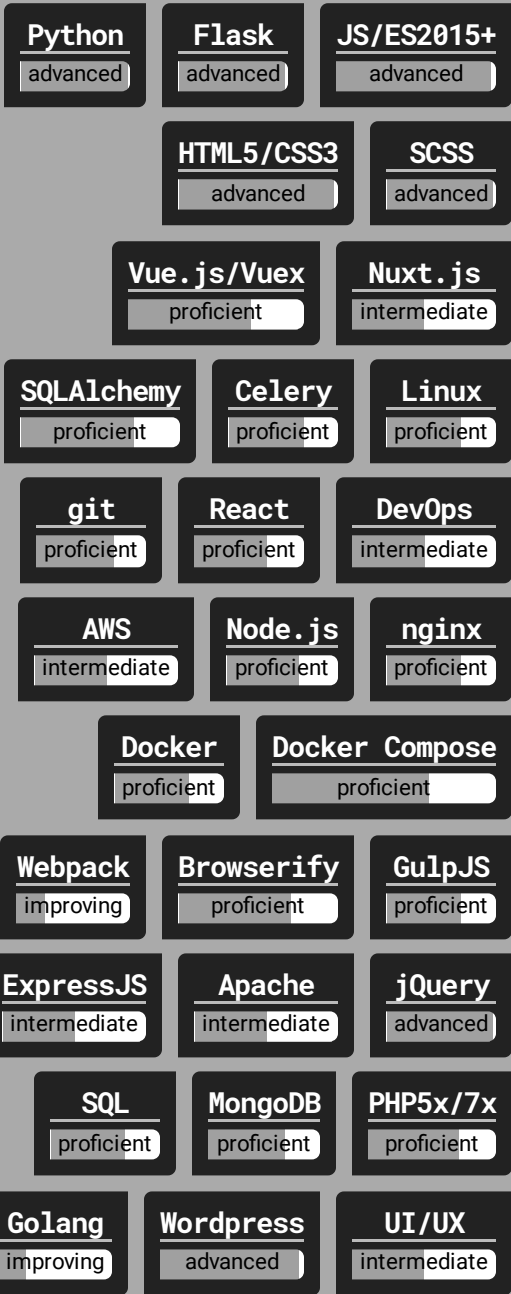 Python Flask JS/ES2015+
advanced advanced advanced
HTML5/CSS3 SCSS
advanced advanced
Vue.js/Vuex Nuxt.js
proficient intermediate
SQLAlchemy Celery Linux
proficient proficient proficient
git React DevOps
proficient proficient intermediate
AWS Node.js nginx
intermediate proficient proficient
Docker Docker Compose
proficient proficient
Webpack Browserify GulpJS
improving proficient proficient
ExpressJS Apache jQuery
intermediate intermediate advanced
SQL MongoDB PHP5x/7x
proficient proficient proficient
Golang Wordpress UI/UX
improving advanced intermediate